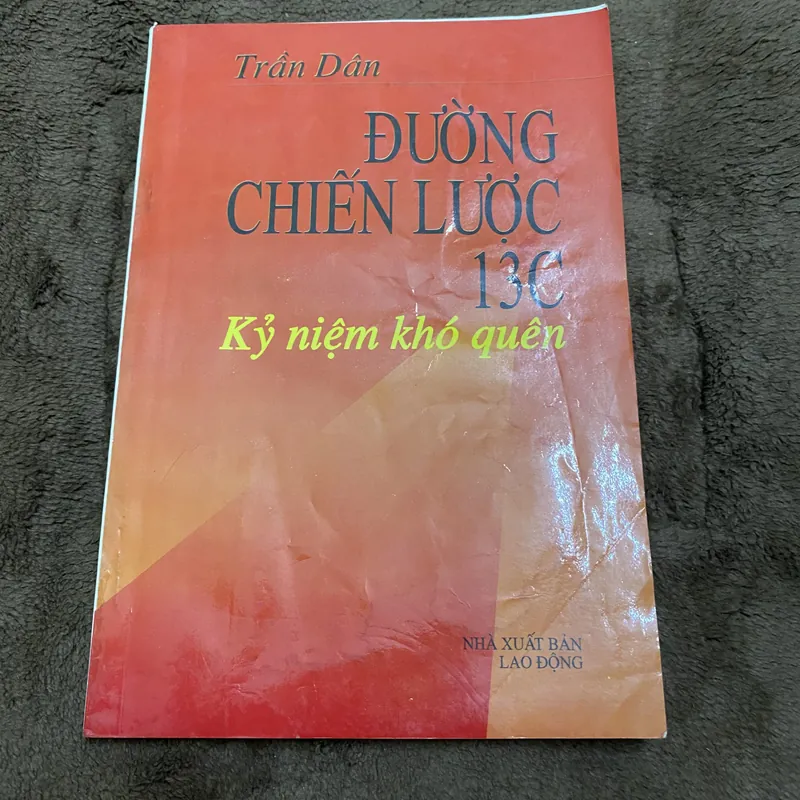 Trần Dân
ĐƯỜNG
CHIẾN LƯỢC
13C
Kỷ niệm khó quên
NHÀ XUẤT BẢN
LAO ĐỘNG